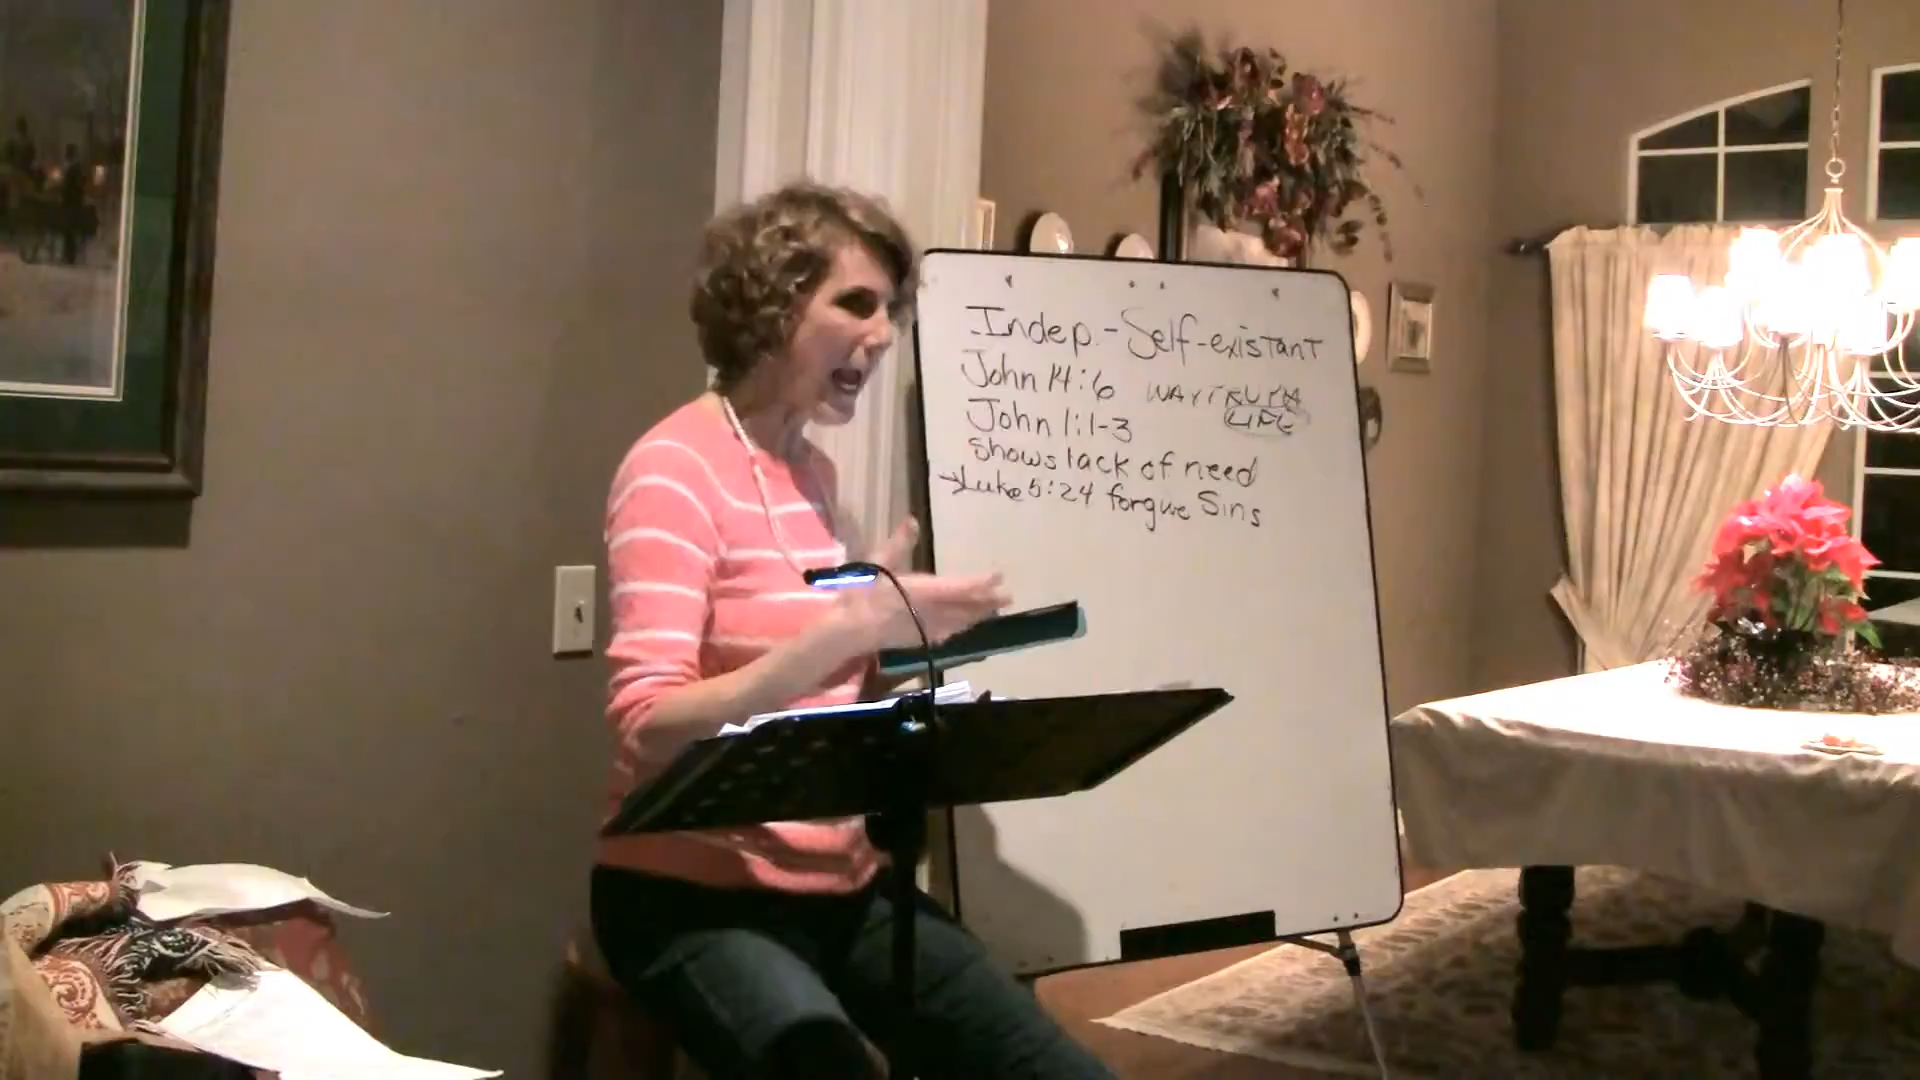 Indep.-Self-existant
John 14:6 WAY TRUTH
LIFE
John 1:1-3
Shows lack of need
→Luke 5:24 forgive Sins